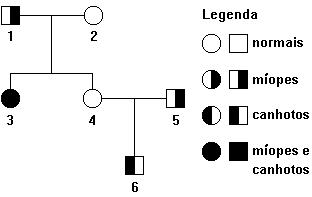 Legenda
1
2
normais
míopes
3
4
5
canhotos
míopes e
canhotos
6